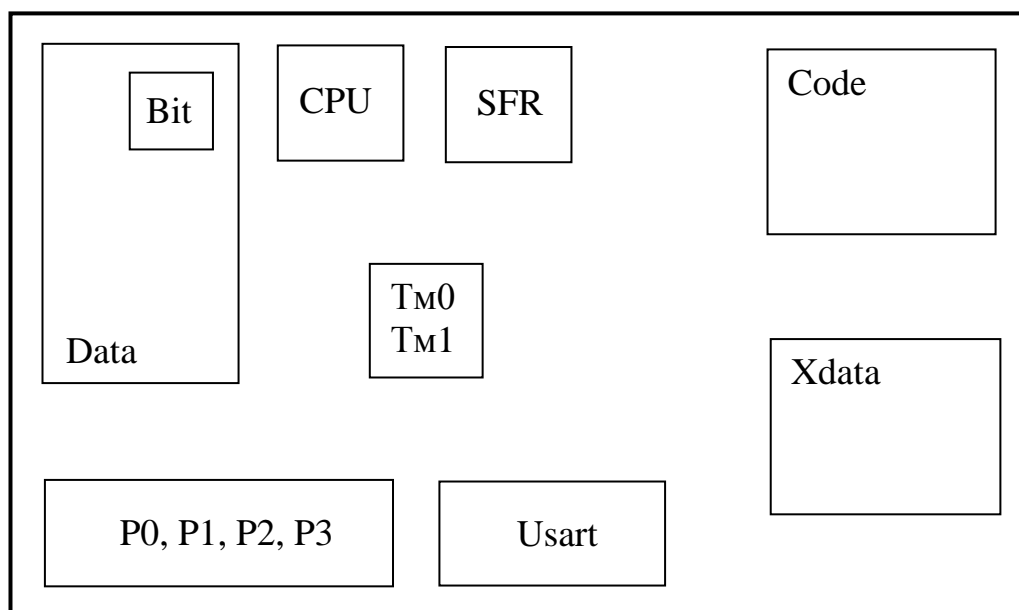 Bit
CPU
SFR
Code
Data
Тм0
Тм1
Xdata
P0, P1, P2, P3
Usart